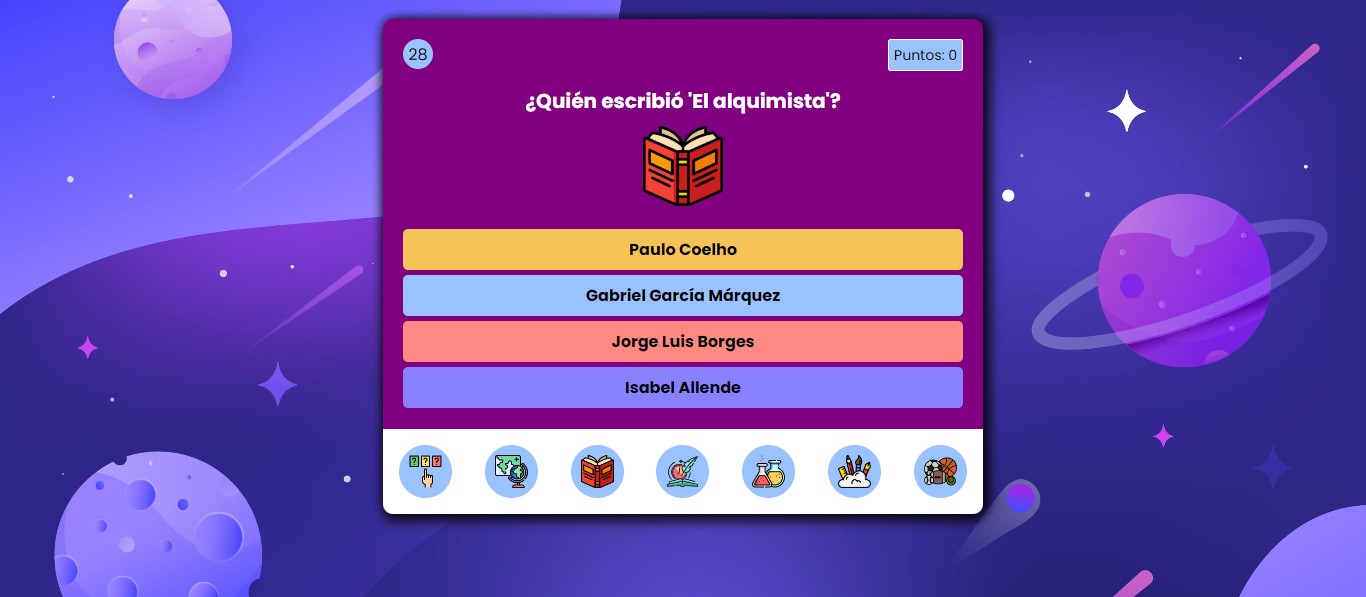 28
Puntos: 0
¿Quién escribió 'El alquimista'?
Paulo Coelho
Gabriel García Márquez
Jorge Luis Borges
Isabel Allende
? ? ?